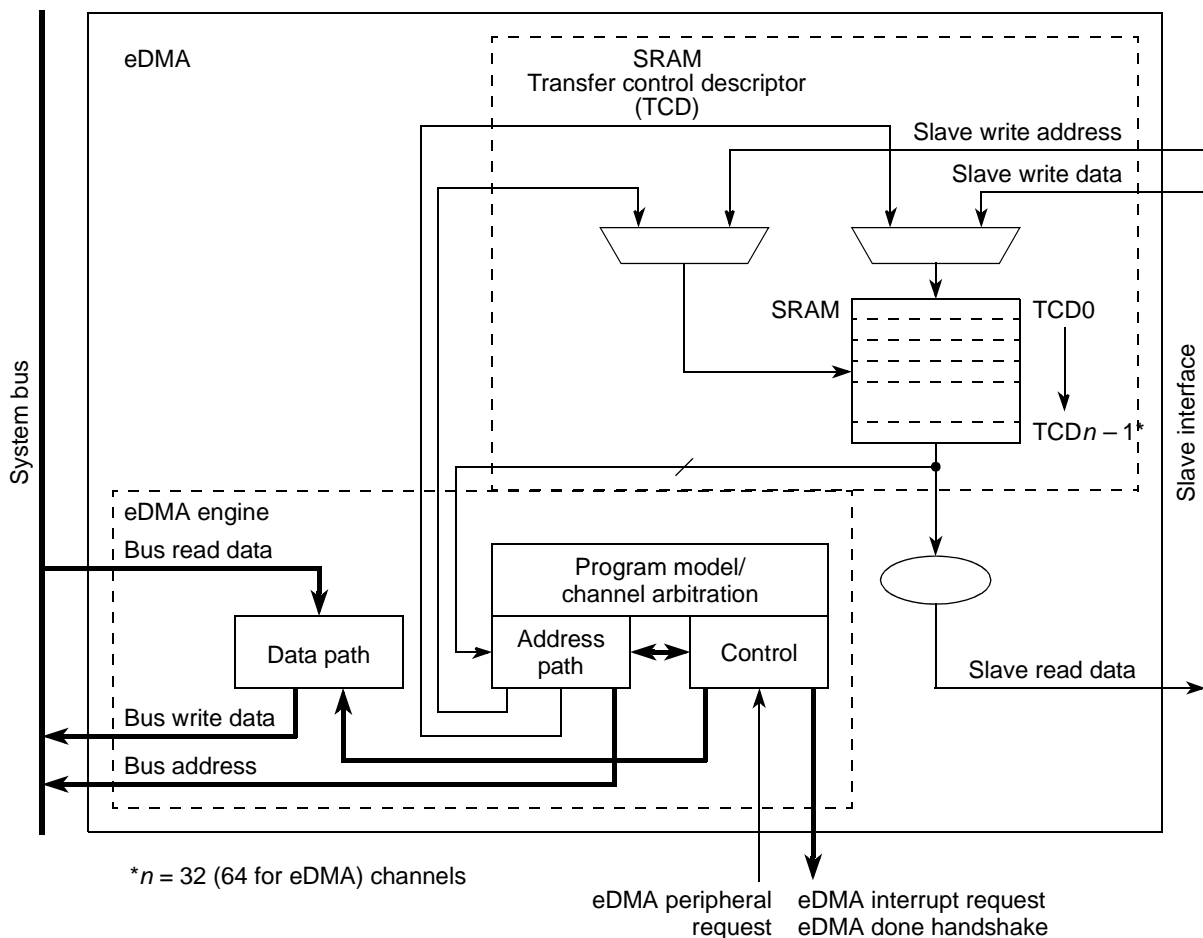 eDMA
SRAM
Transfer control descriptor
(TCD)
Slave write address
Slave write data
SRAM
TCD0
TCDn – 1*
System bus
Slave interface
eDMA engine
Bus read data
Program model/
channel arbitration
Data path
Address
path
Control
Slave read data
Bus write data
Bus address
*n = 32 (64 for eDMA) channels
eDMA peripheral
request
eDMA interrupt request
eDMA done handshake